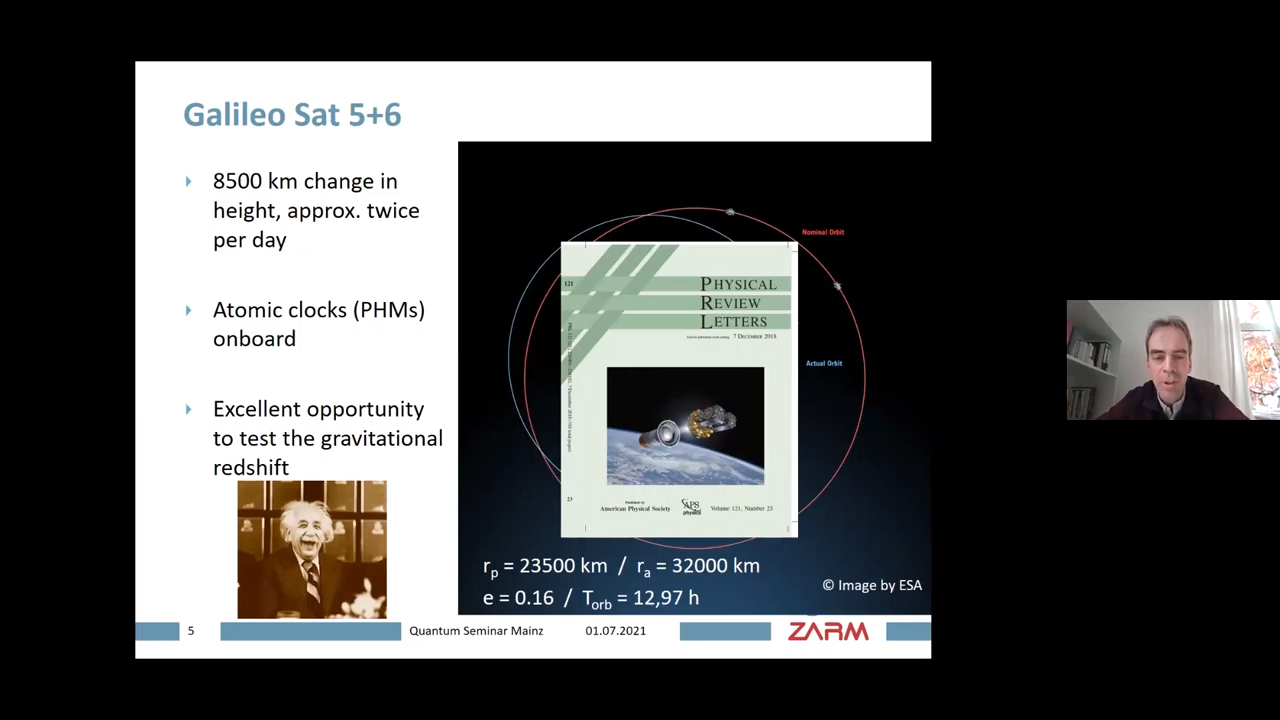 Galileo Sat 5+6
8500 km change in
height, approx. twice
per day
Atomic clocks (PHMs)
onboard
Excellent opportunity
to test the gravitational
redshift
Nominal Orbit
Actual Orbit
121
PHYSICAL
REVIEW
LETTERS
7 DECEMBER 2018
23
Published by
American Physical Society
APS
physics
Volume 121, Number 23
rp = 23500 km / ra = 32000 km
e = 0.16 / Torb = 12,97 h
© Image by ESA
5
Quantum Seminar Mainz
01.07.2021
ZARM